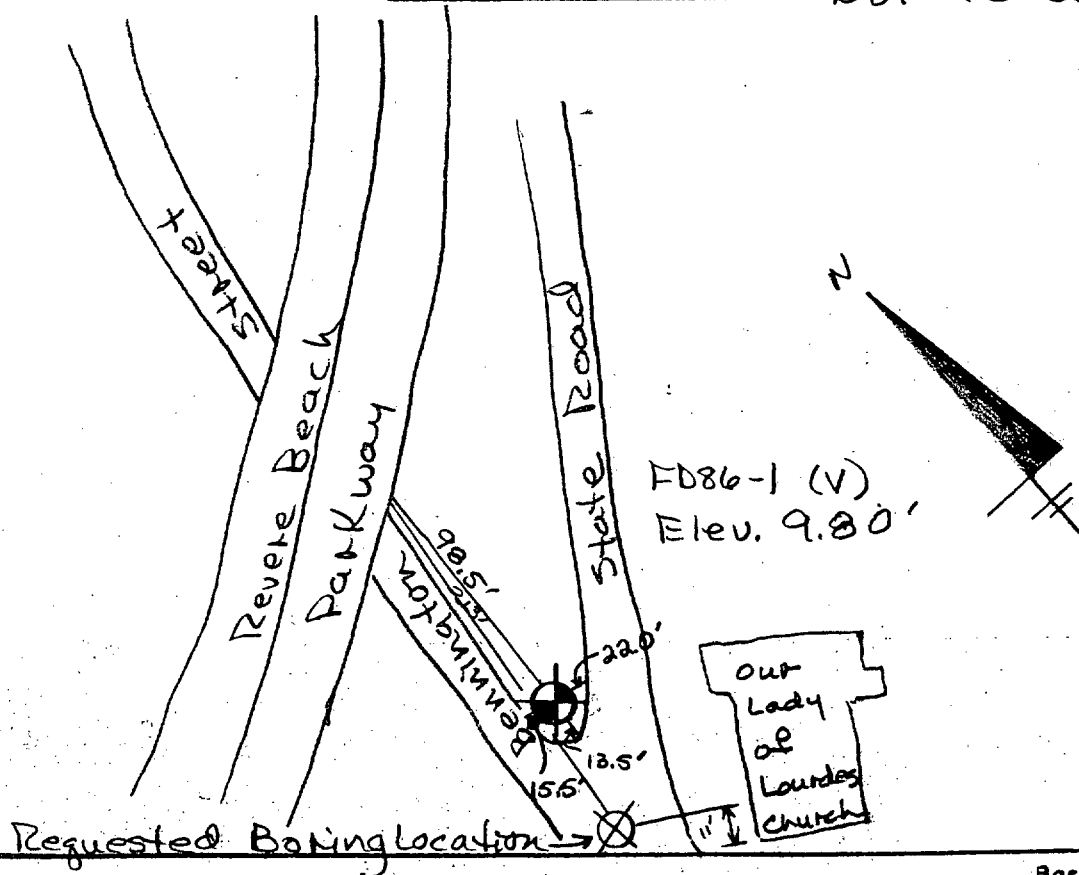 Street
Revere Beach
Parkway
State Road
N
FD86-1 (V)
Elev. 9.80'
98.5'
Bennington
22.0'
13.5'
15.5'
our
Lady
of
Lourdes
church
11'
Requested Boring Location